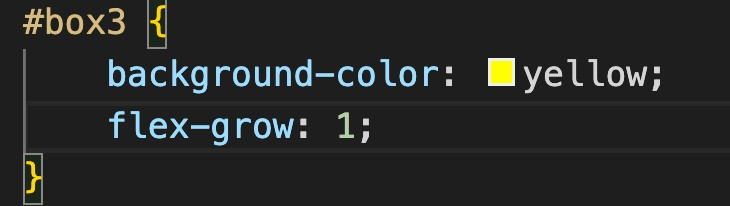 #box3 {
    background-color: yellow;
    flex-grow: 1;
}